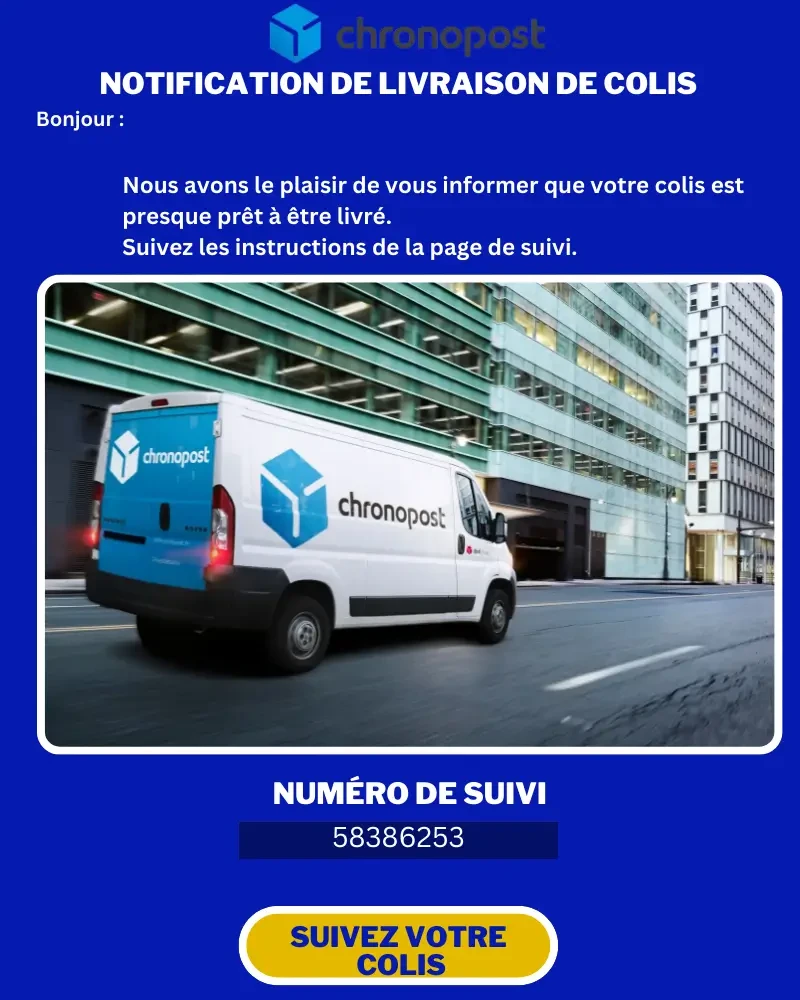 chronopost
NOTIFICATION DE LIVRAISON DE COLIS
Bonjour :
Nous avons le plaisir de vous informer que votre colis est
presque prêt à être livré.
Suivez les instructions de la page de suivi.
chronopost
chronopost
NUMÉRO DE SUIVI
58386253
SUIVEZ VOTRE
COLIS